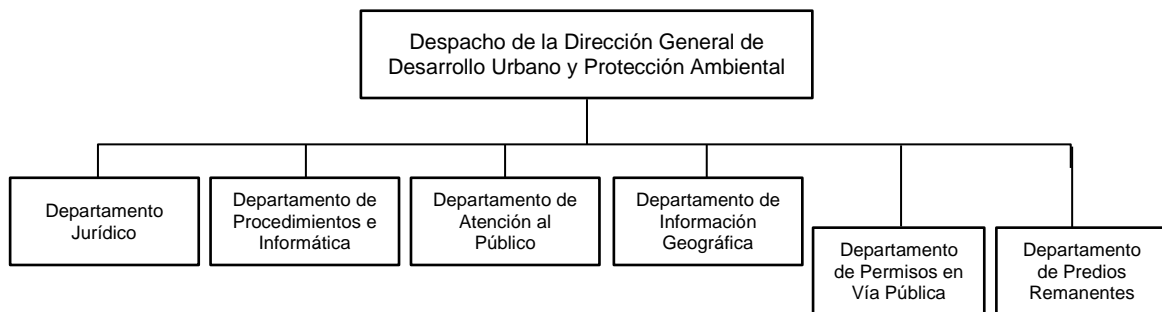 Despacho de la Dirección General de
Desarrollo Urbano y Protección Ambiental
Departamento
Jurídico
Departamento de
Procedimientos e
Informática
Departamento de
Atención al
Público
Departamento de
Información
Geográfica
Departamento
de Permisos en
Vía Pública
Departamento
de Predios
Remanentes